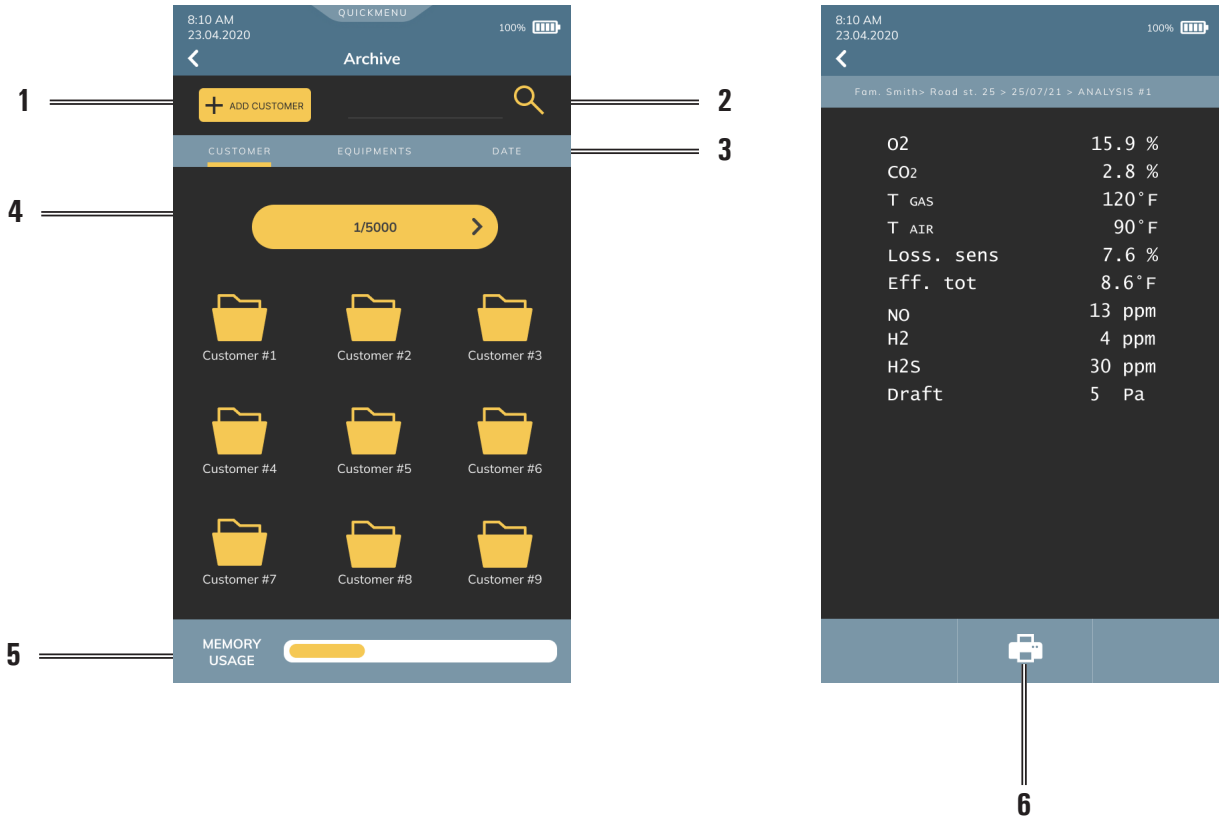 QUICKMENU
8:10 AM
23.04.2020
100%
Archive
1
ADD CUSTOMER
2
CUSTOMER EQUIPMENTS DATE
3
4
1/5000
Customer #1 Customer #2 Customer #3
Customer #4 Customer #5 Customer #6
Customer #7 Customer #8 Customer #9
5
MEMORY
USAGE
8:10 AM
23.04.2020
100%
Fam. Smith> Road st. 25 > 25/07/21 > ANALYSIS #1
O2 15.9 %
CO2 2.8 %
T GAS 120°F
T AIR 90°F
Loss. sens 7.6 %
Eff. tot 8.6°F
NO 13 ppm
H2 4 ppm
H2S 30 ppm
Draft 5 Pa
6